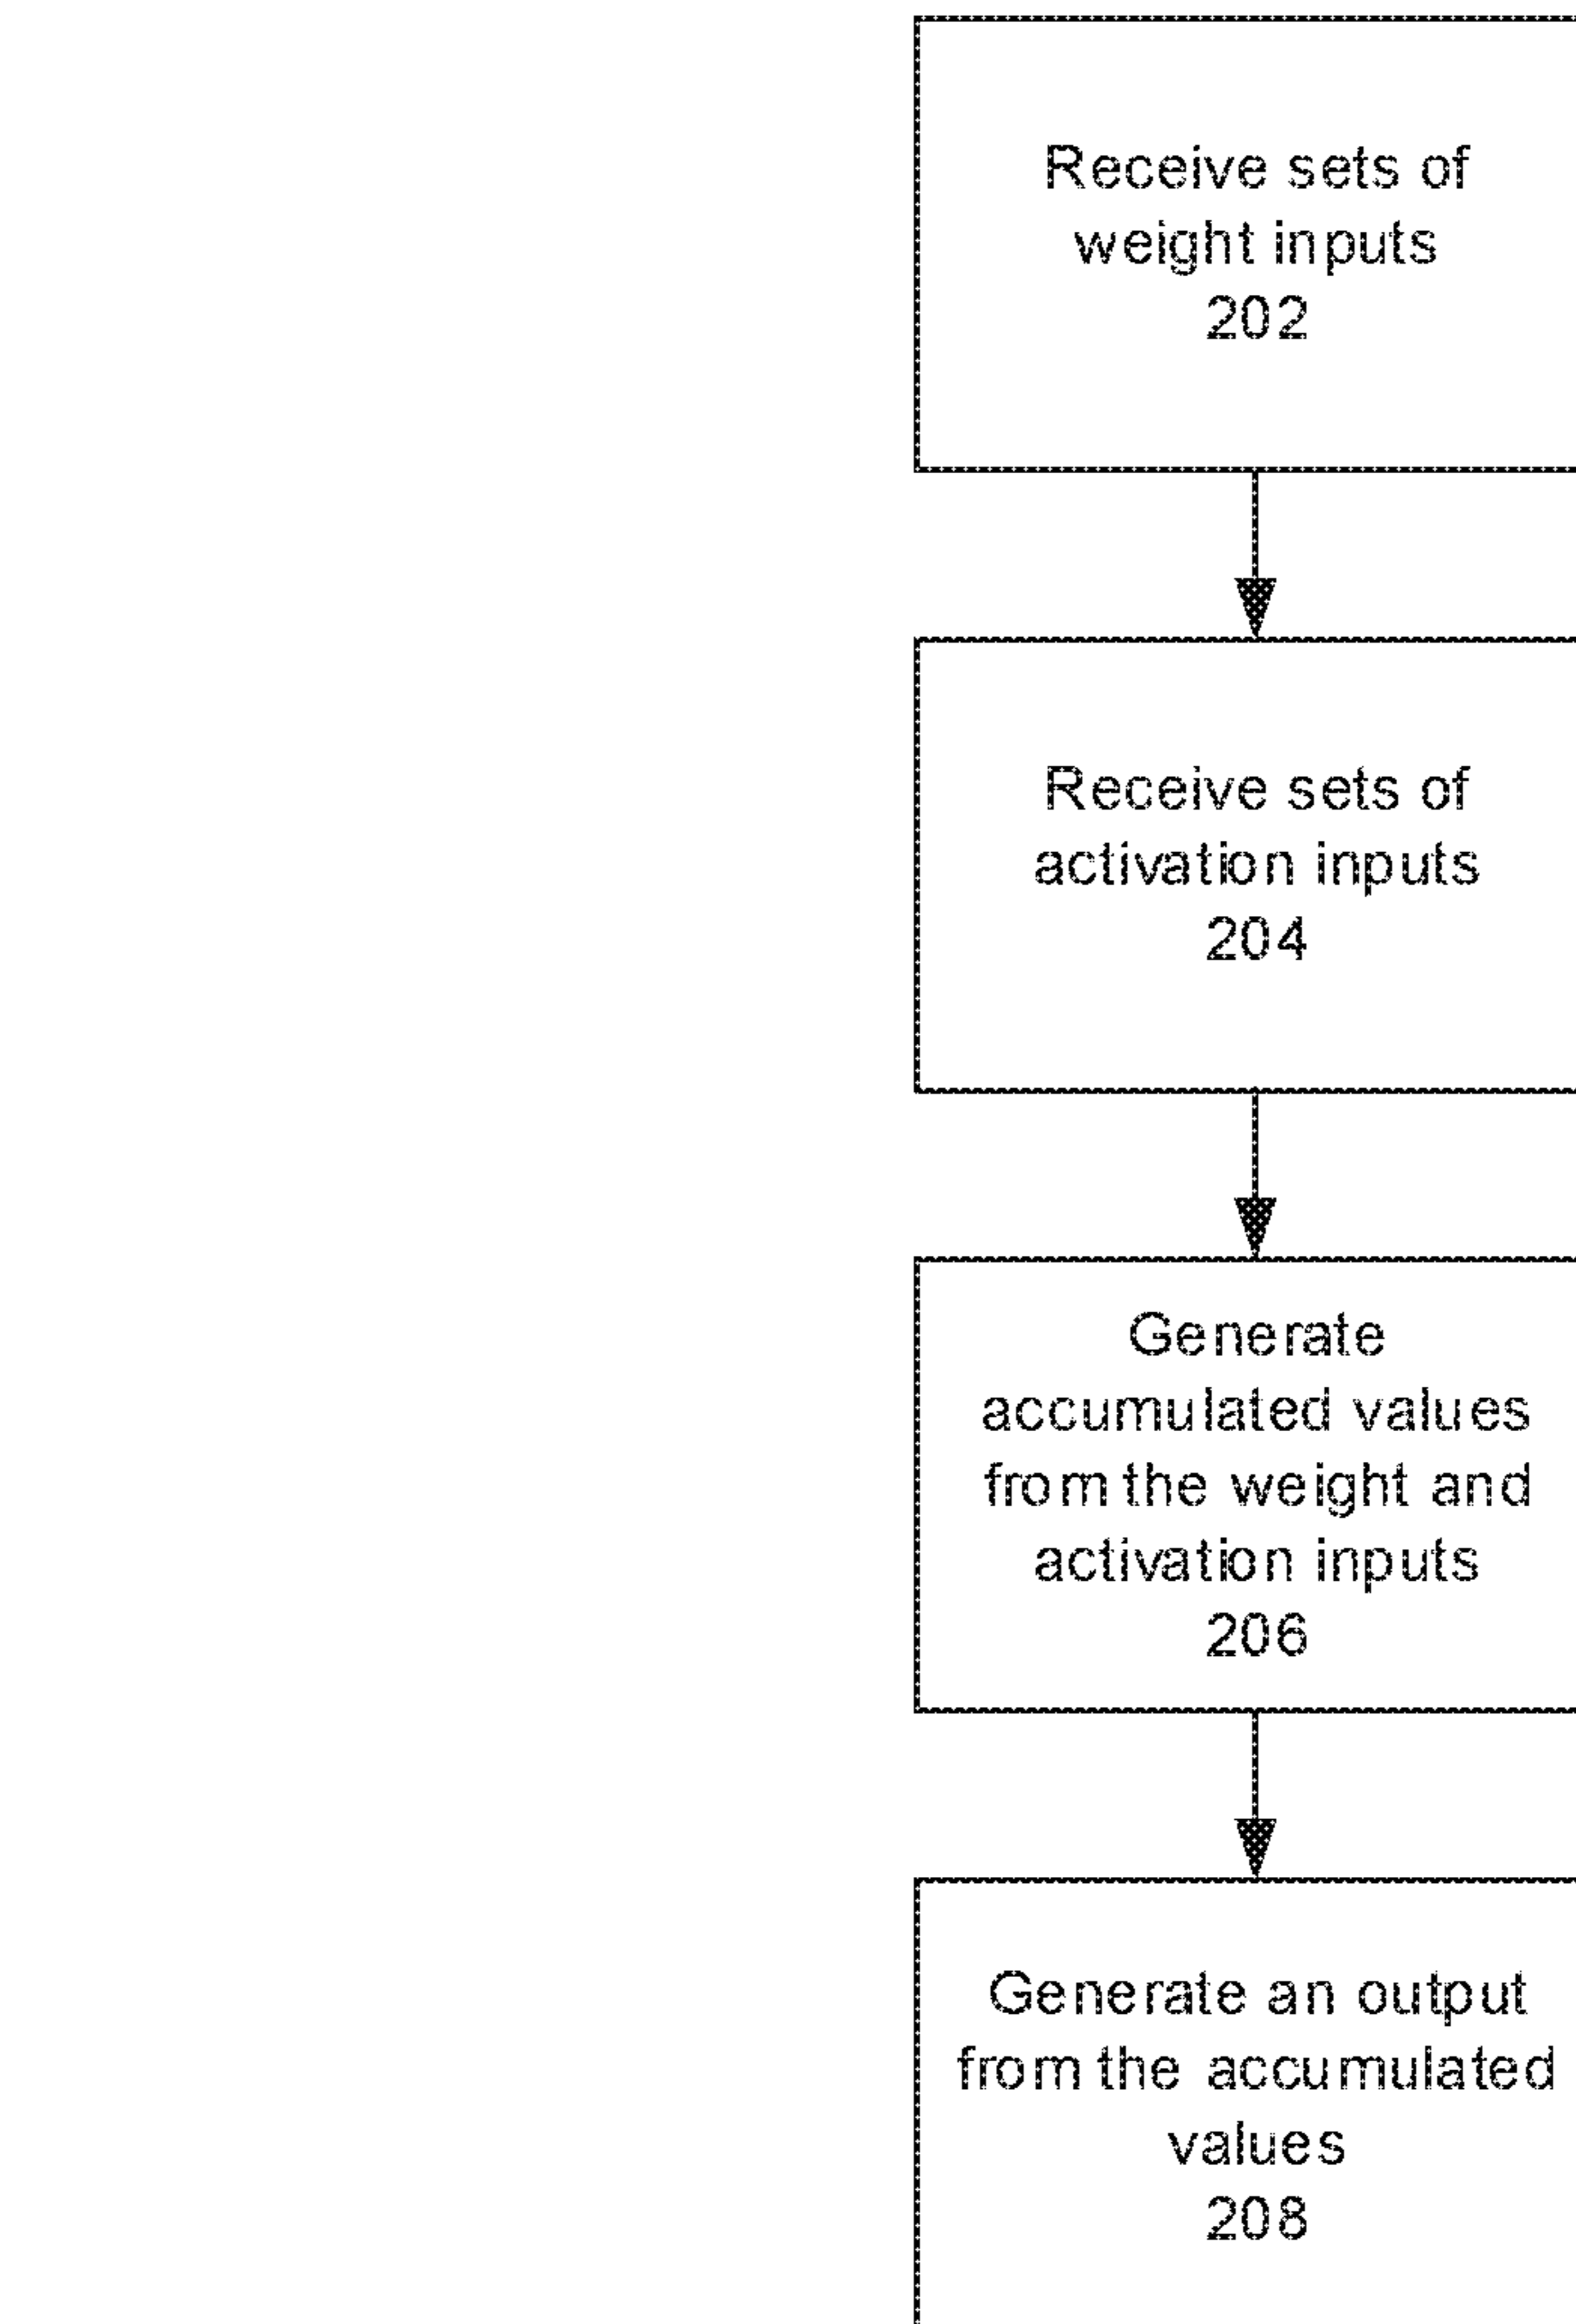 Receive sets of
weight inputs
202
Receive sets of
activation inputs
204
Generate
accumulated values
from the weight and
activation inputs
206
Generate an output
from the accumulated
values
208